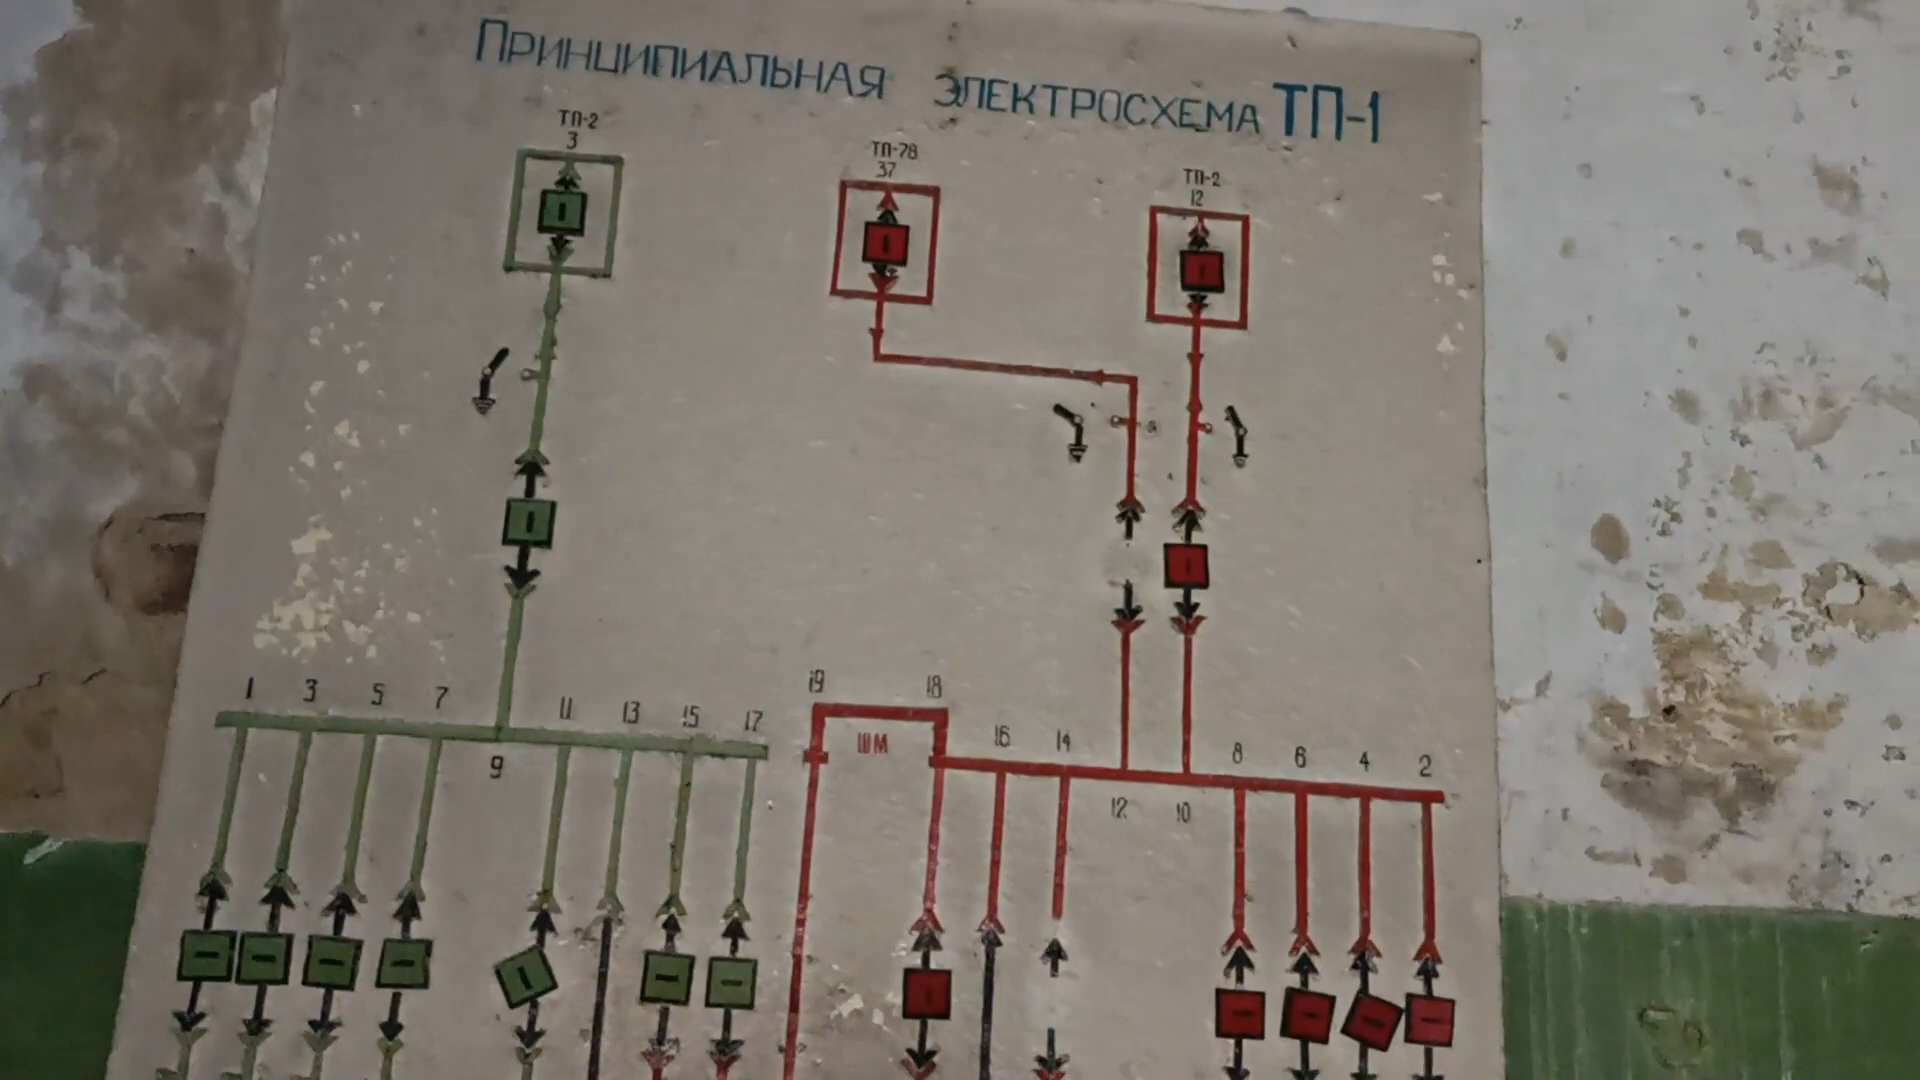 ПРИНЦИПИАЛЬНАЯ ЭЛЕКТРОСХЕМА ТП-1
ТП-2
3
ТП-78
37
ТП-2
12
1 3 5 7 11 13 15 17 19 18
ШМ
16 14 8 6 4 2
9 12 10